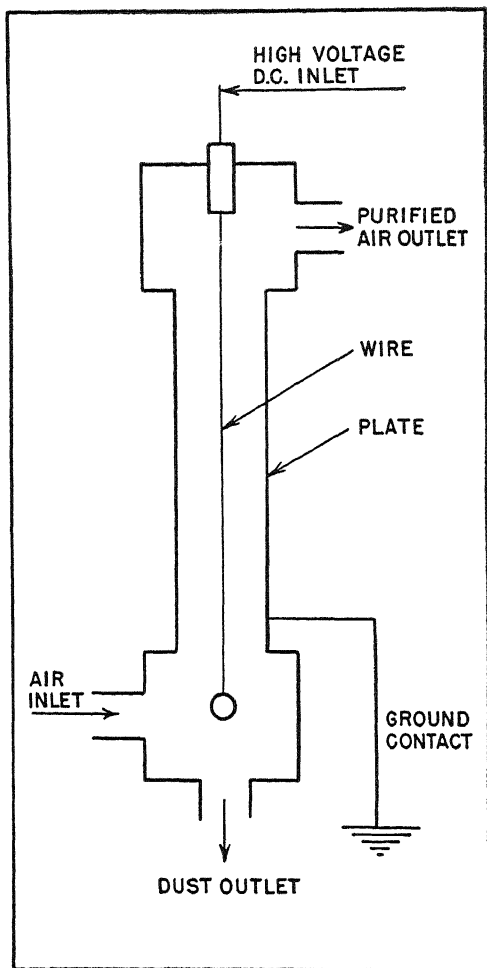 HIGH VOLTAGE
D.C. INLET
PURIFIED
AIR OUTLET
WIRE
PLATE
AIR
INLET
GROUND
CONTACT
DUST OUTLET